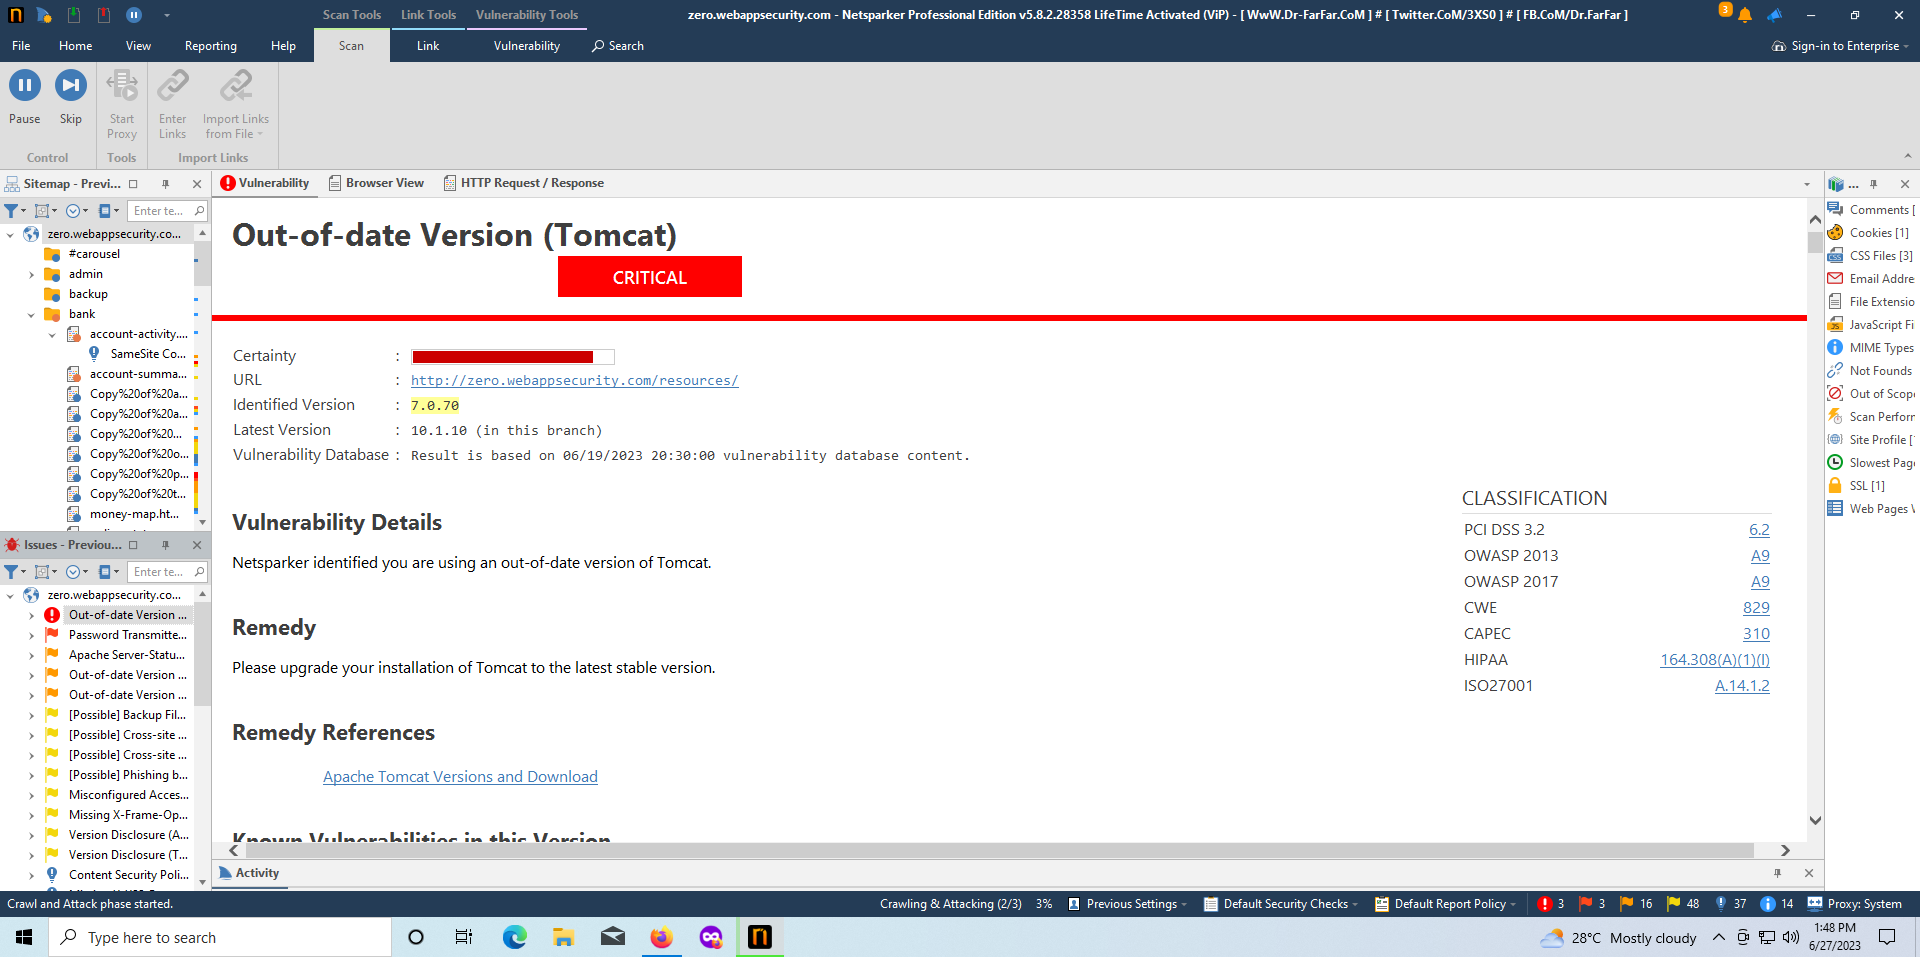 Scan Tools
Link Tools
Vulnerability Tools
zero.webappsecurity.com - Netsparker Professional Edition v5.8.2.28358 LifeTime Activated (ViP) - [ WwW.Dr-FarFar.CoM ] # [ Twitter.CoM/3XS0 ] # [ FB.CoM/Dr.FarFar ]
3
File
Home
View
Reporting
Help
Scan
Link
Vulnerability
Search
Sign-in to Enterprise
Pause
Skip
Start
Proxy
Enter
Links
Import Links
from File
Control
Tools
Import Links
Sitemap - Previ...
Enter te...
zero.webappsecurity.co...
#carousel
admin
backup
bank
account-activity....
SameSite Co...
account-summa...
Copy%20of%20a...
Copy%20of%20a...
Copy%20of%20...
Copy%20of%20o...
Copy%20of%20p...
Copy%20of%20t...
money-map.ht...
Issues - Previou...
Enter te...
zero.webappsecurity.co...
Out-of-date Version ...
Password Transmitte...
Apache Server-Statu...
Out-of-date Version ...
Out-of-date Version ...
[Possible] Backup Fil...
[Possible] Cross-site ...
[Possible] Cross-site ...
[Possible] Phishing b...
Misconfigured Acces...
Missing X-Frame-Op...
Version Disclosure (A...
Version Disclosure (T...
Content Security Poli...
Vulnerability
Browser View
HTTP Request / Response
Out-of-date Version (Tomcat)
CRITICAL
Certainty :
URL : http://zero.webappsecurity.com/resources/
Identified Version : 7.0.70
Latest Version : 10.1.10 (in this branch)
Vulnerability Database : Result is based on 06/19/2023 20:30:00 vulnerability database content.
Vulnerability Details
Netsparker identified you are using an out-of-date version of Tomcat.
Remedy
Please upgrade your installation of Tomcat to the latest stable version.
Remedy References
Apache Tomcat Versions and Download
Known Vulnerabilities in this Version
CLASSIFICATION
PCI DSS 3.2 6.2
OWASP 2013 A9
OWASP 2017 A9
CWE 829
CAPEC 310
HIPAA 164.308(A)(1)(I)
ISO27001 A.14.1.2
...
Comments [
Cookies [1]
CSS Files [3]
Email Addre
File Extensio
JavaScript Fi
MIME Types
Not Founds
Out of Scope
Scan Perform
Site Profile [
Slowest Page
SSL [1]
Web Pages W
Activity
Crawl and Attack phase started.
Crawling & Attacking (2/3) 3%
Previous Settings
Default Security Checks
Default Report Policy
3
3
16
48
37
14
Proxy: System
Type here to search
28°C Mostly cloudy
1:48 PM
6/27/2023